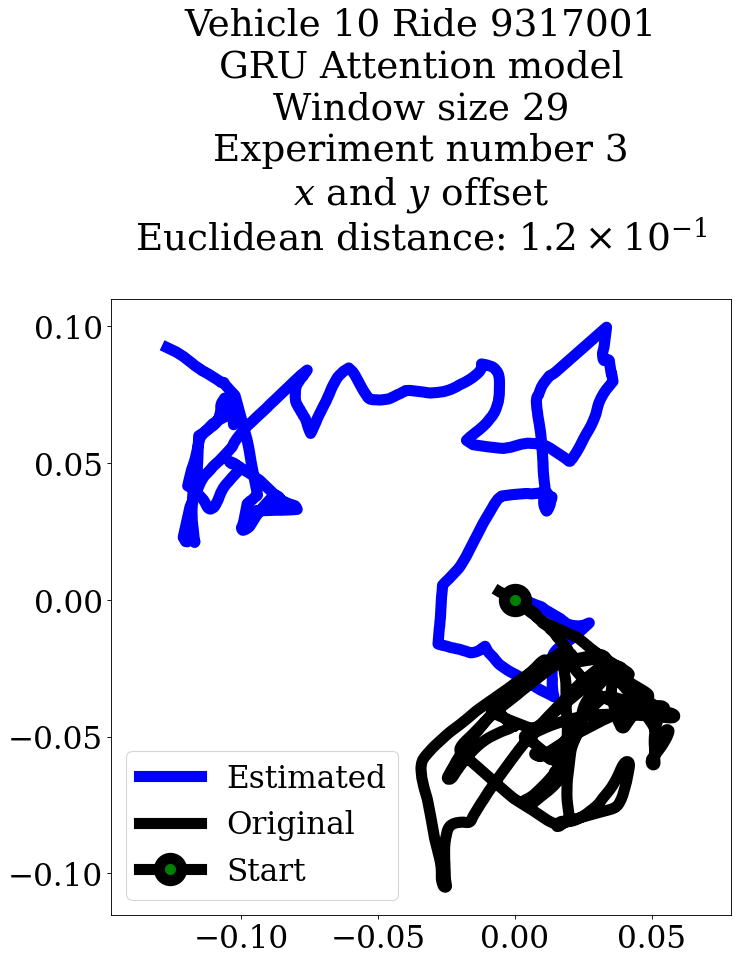 Vehicle 10 Ride 9317001
GRU Attention model
Window size 29
Experiment number 3
x and y offset
Euclidean distance: 1.2 × 10⁻¹
0.10
0.05
0.00
−0.05
−0.10
Estimated
Original
Start
−0.10 −0.05 0.00 0.05